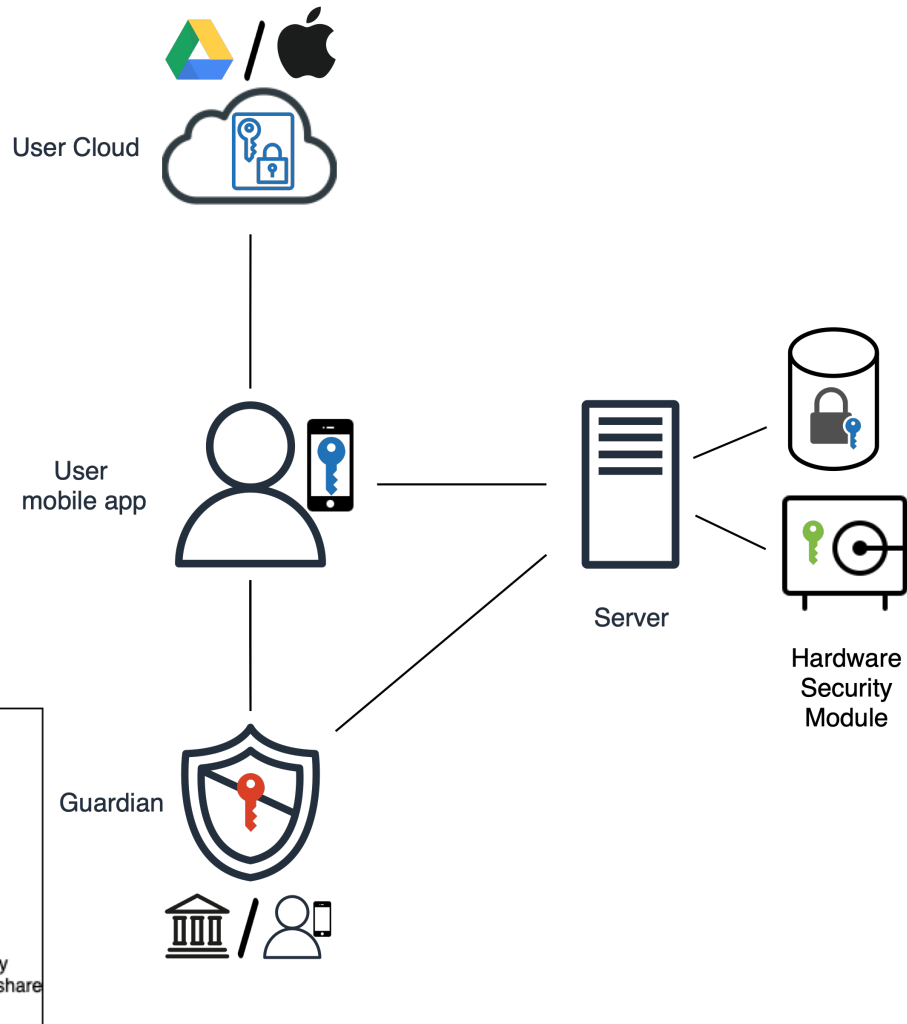 User Cloud
User
mobile app
Server
Hardware
Security
Module
Guardian
share